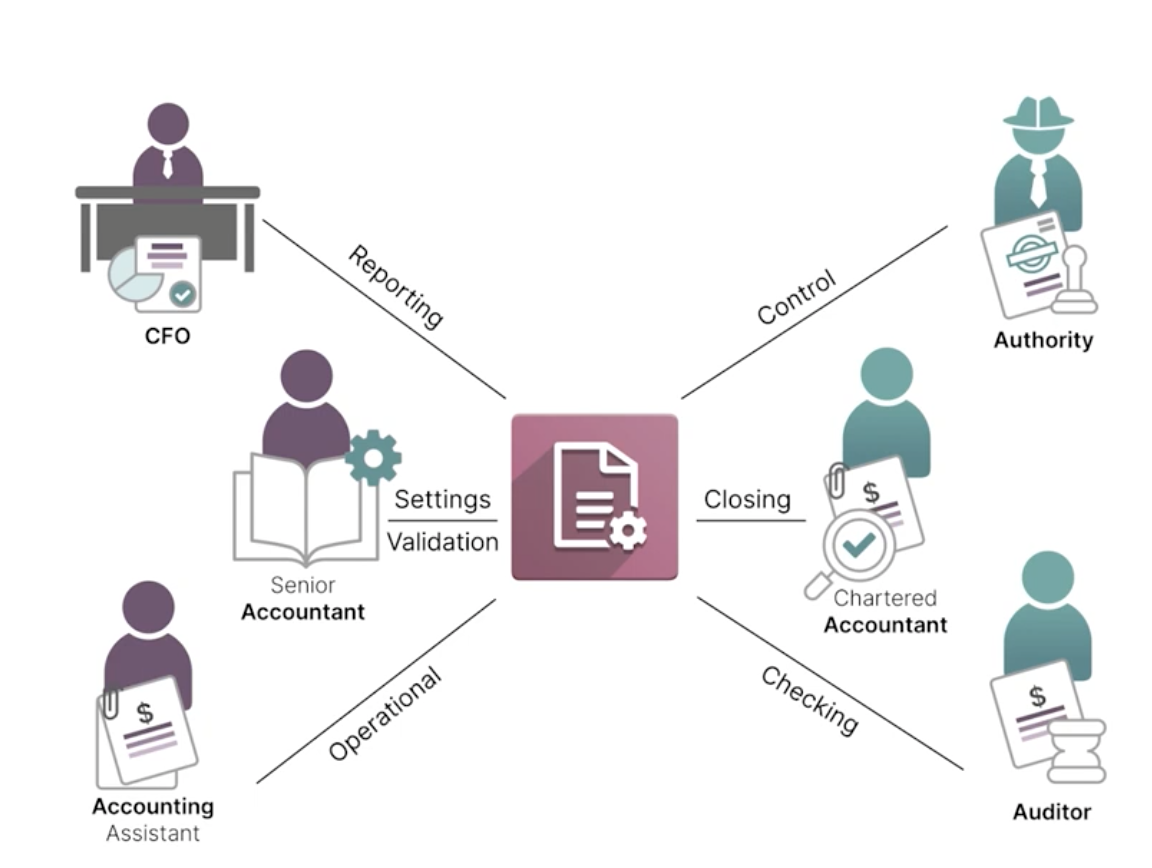 Reporting
Control
CFO
Authority
Settings
Validation
Closing
$
Senior
Accountant
Chartered
Accountant
Operational
Checking
$
$
Accounting
Assistant
Auditor